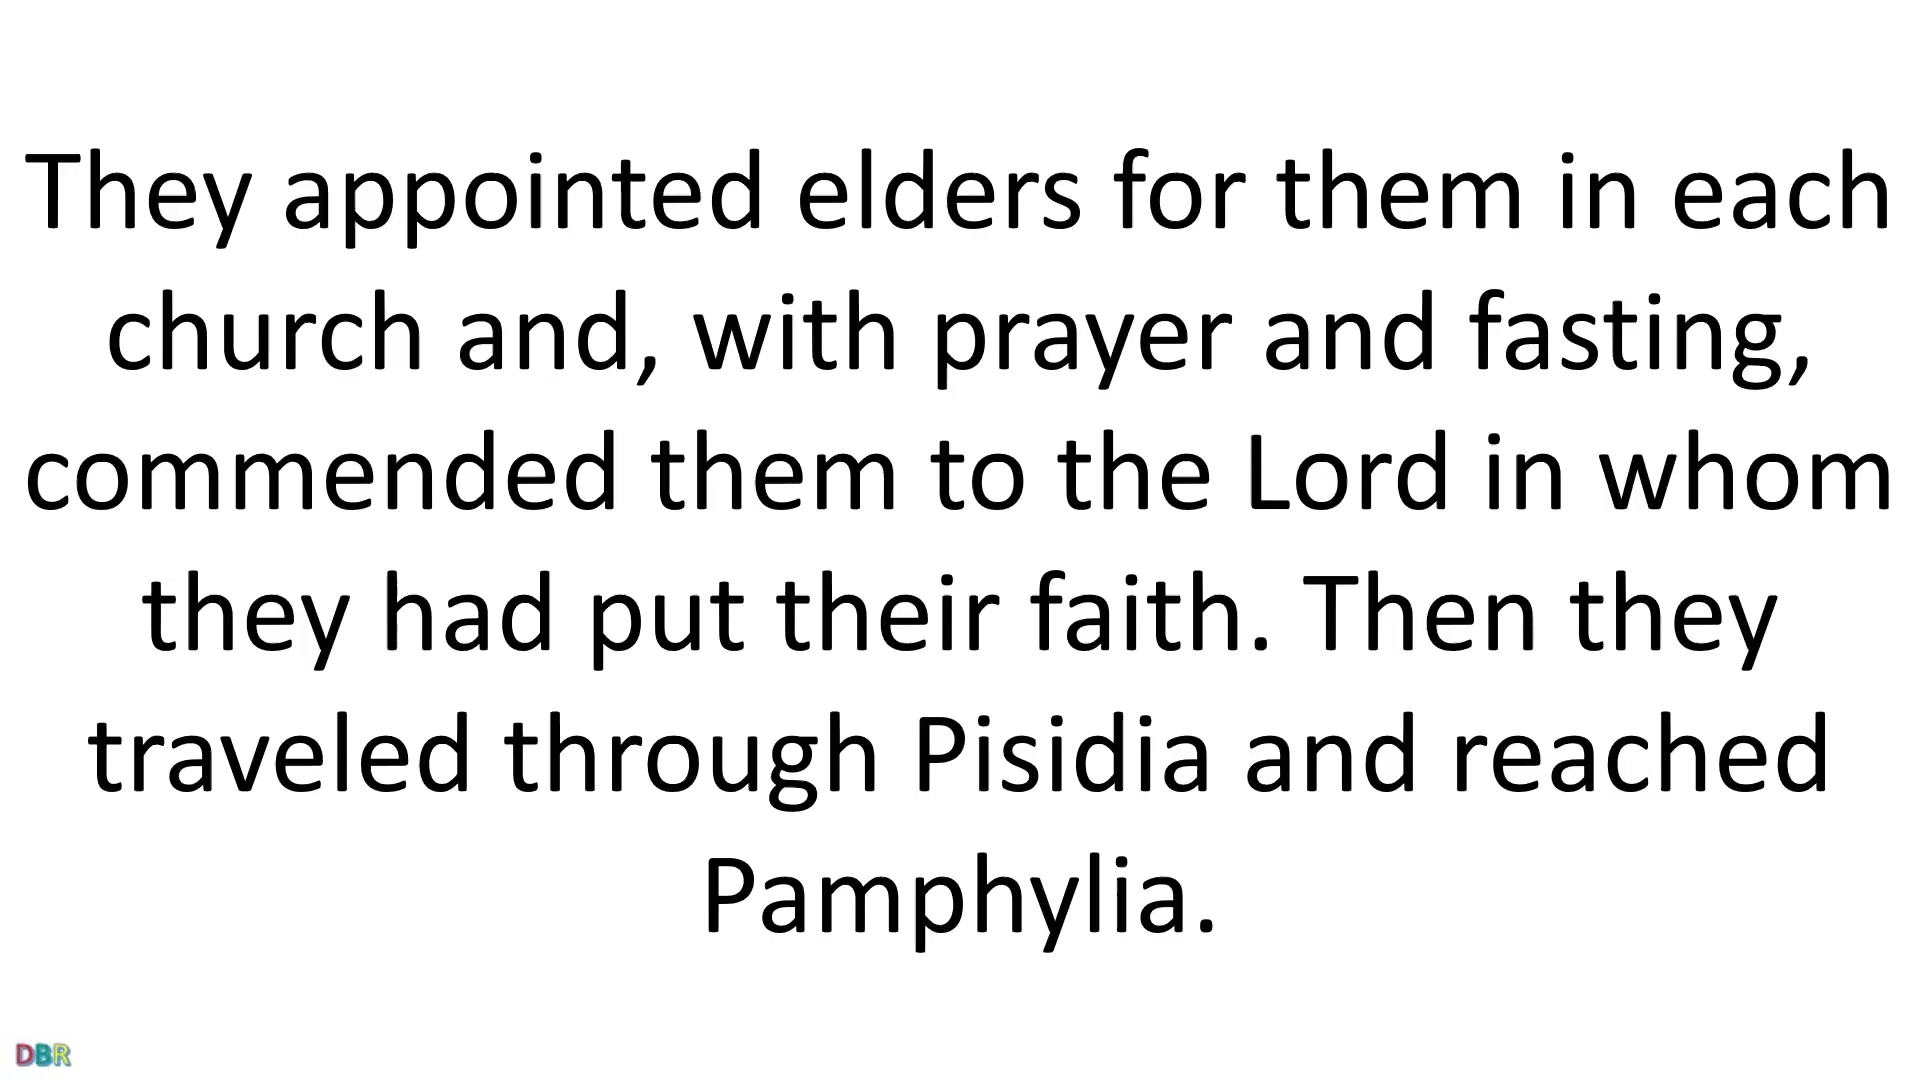 They appointed elders for them in each
church and, with prayer and fasting,
commended them to the Lord in whom
they had put their faith. Then they
traveled through Pisidia and reached
Pamphylia.
DBR